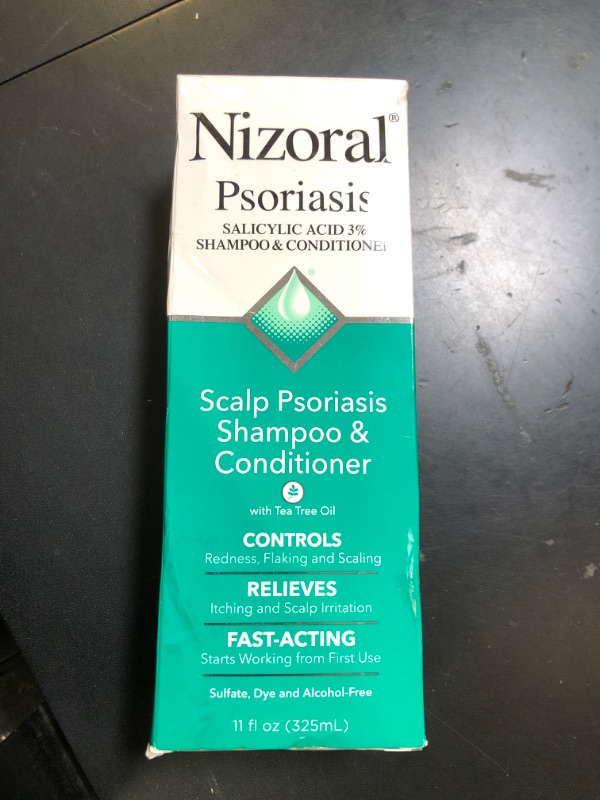 Nizoral®
Psoriasis
SALICYLIC ACID 3%
SHAMPOO & CONDITIONER
®
Scalp Psoriasis
Shampoo &
Conditioner
with Tea Tree Oil
CONTROLS
Redness, Flaking and Scaling
RELIEVES
Itching and Scalp Irritation
FAST-ACTING
Starts Working from First Use
Sulfate, Dye and Alcohol-Free
11 fl oz (325mL)